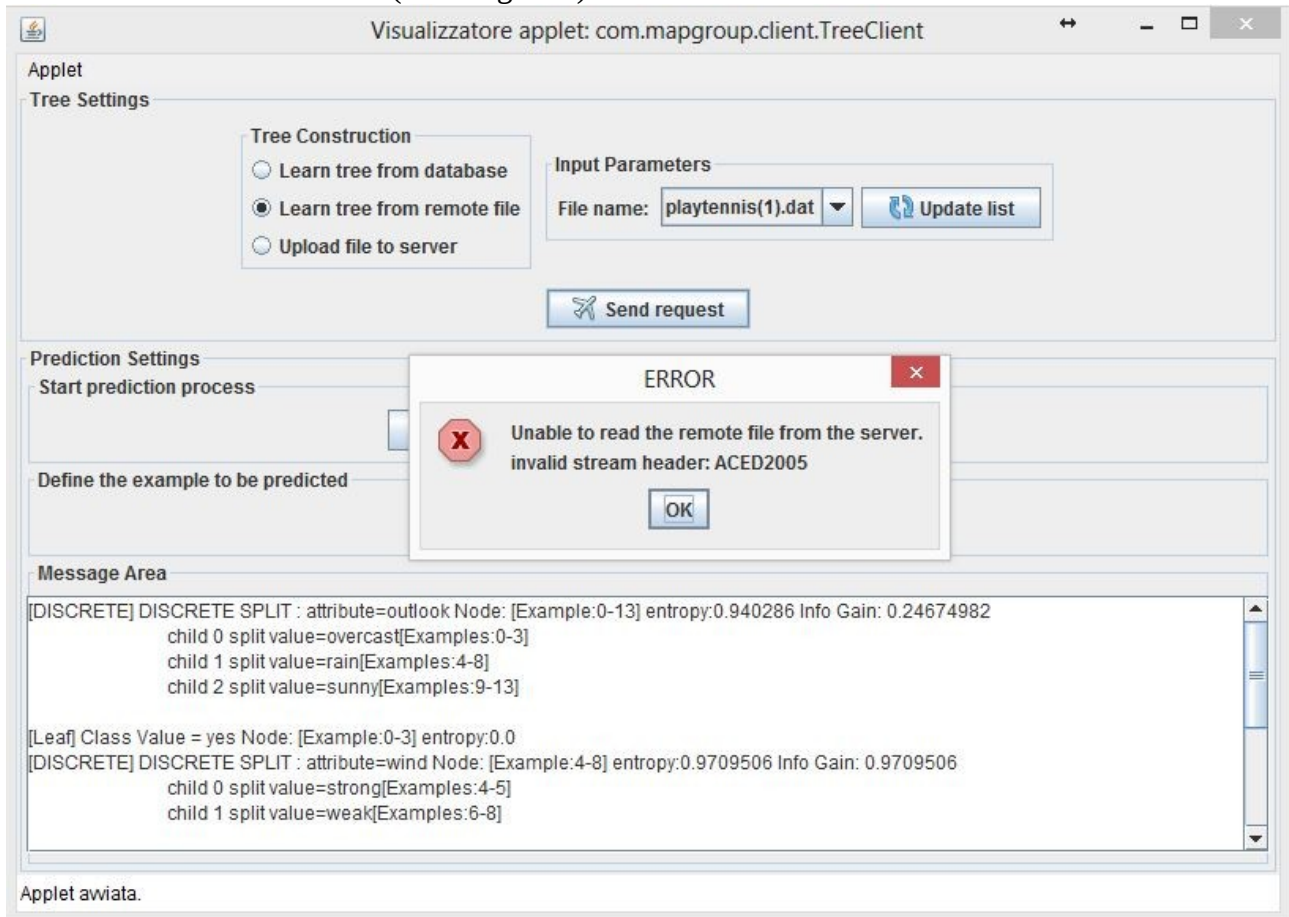 Visualizzatore applet: com.mapgroup.client.TreeClient
Applet
Tree Settings
Tree Construction
Learn tree from database
Learn tree from remote file
Upload file to server
Input Parameters
File name: playtennis(1).dat Update list
Send request
Prediction Settings
Start prediction process
ERROR
Unable to read the remote file from the server.
invalid stream header: ACED2005
OK
Define the example to be predicted
Message Area
[DISCRETE] DISCRETE SPLIT : attribute=outlook Node: [Example:0-13] entropy:0.940286 Info Gain: 0.24674982
child 0 split value=overcast[Examples:0-3]
child 1 split value=rain[Examples:4-8]
child 2 split value=sunny[Examples:9-13]
[Leaf] Class Value = yes Node: [Example:0-3] entropy:0.0
[DISCRETE] DISCRETE SPLIT : attribute=wind Node: [Example:4-8] entropy:0.9709506 Info Gain: 0.9709506
child 0 split value=strong[Examples:4-5]
child 1 split value=weak[Examples:6-8]
Applet avviata.